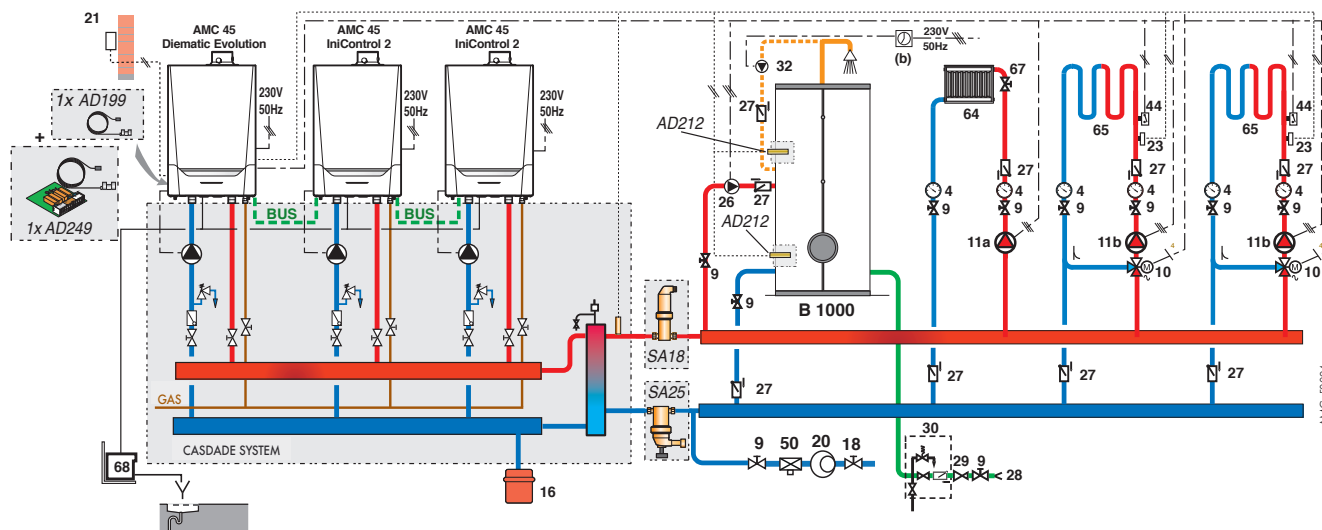 21
AMC 45
Diematic Evolution
AMC 45
IniControl 2
AMC 45
IniControl 2
230V
50Hz
230V
50Hz
230V
50Hz
1x AD199
+
1x AD249
BUS
BUS
GAS
CASDADE SYSTEM
68
16
SA18
SA25
AD212
AD212
32
27
26
27
9
9
B 1000
(b)
230V
50Hz
64
67
27
4
4
9
9
11a
65
44
23
27
4
4
9
9
11b
4
M
10
65
44
23
27
4
4
9
9
11b
4
M
10
27
27
27
27
9
50
20
18
30
29
9
28